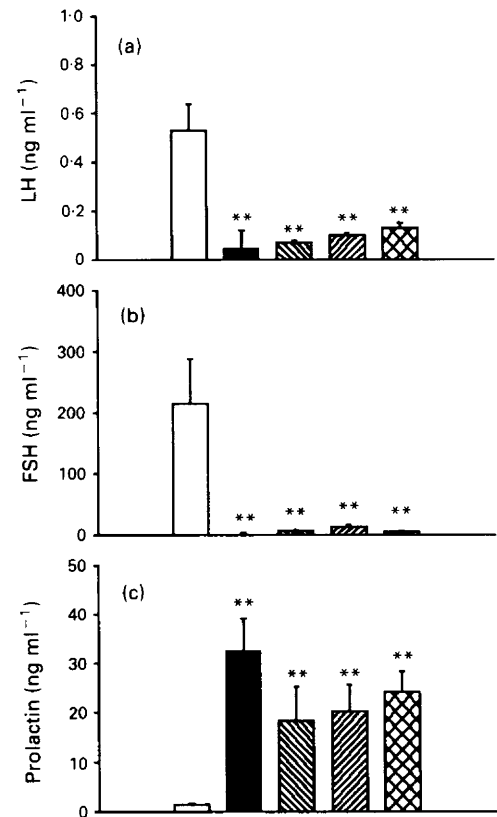 (a)
LH (ng ml⁻¹)
1·0
0·8
0·6
0·4
0·2
0
** ** ** **
(b)
FSH (ng ml⁻¹)
400
300
200
100
0
** ** ** **
(c)
Prolactin (ng ml⁻¹)
50
40
30
20
10
0
** ** ** **